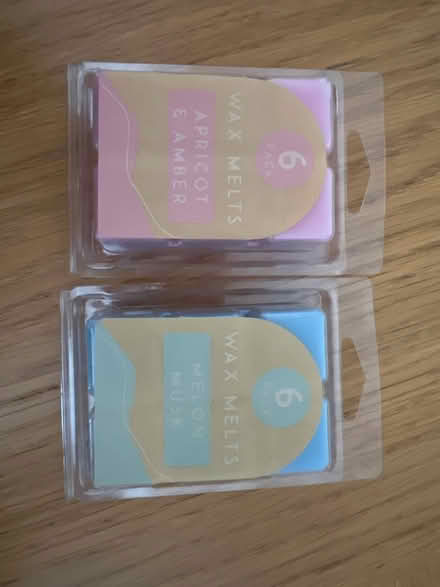 6
PACK
WAX MELTS
APRICOT
& AMBER
6
PACK
WAX MELTS
MELON
MUSK